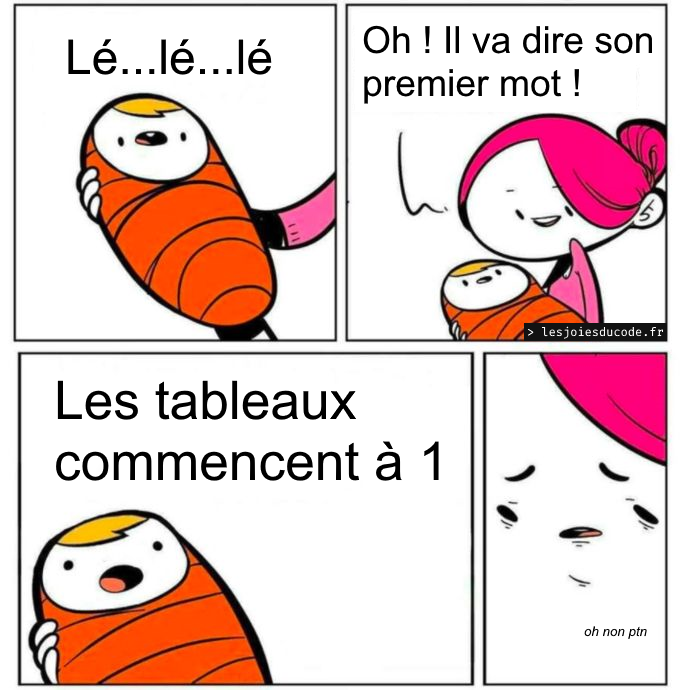 Lé...lé...lé
Oh ! Il va dire son
premier mot !
> lesjoiesducode.fr
Les tableaux
commencent à 1
oh non ptn